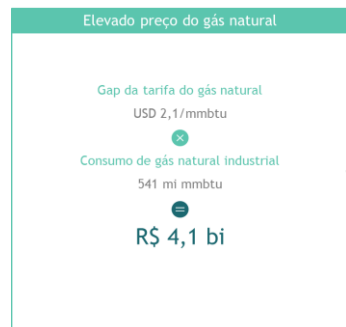 Elevado preço do gás natural
Gap da tarifa do gás natural
USD 2,1/mmbtu
×
Consumo de gás natural industrial
541 mi mmbtu
=
R$ 4,1 bi